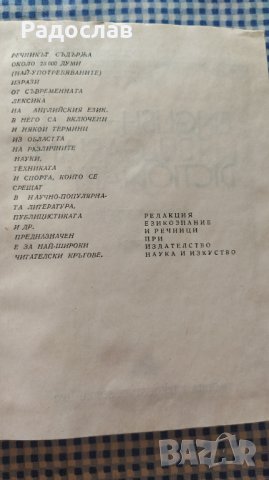 Радослав
РЕЧНИКЪТ СЪДЪРЖА
ОКОЛО 25 000 ДУМИ
(НАЙ-УПОТРЕБЯВАНИТЕ)
ИЗРАЗИ
ОТ СЪВРЕМЕННАТА
ЛЕКСИКА
НА АНГЛИЙСКИЯ ЕЗИК.
В НЕГО СА ВКЛЮЧЕНИ
И НЯКОИ ТЕРМИНИ
ИЗ ОБЛАСТТА
НА РАЗЛИЧНИТЕ
НАУКИ,
ТЕХНИКАТА
И СПОРТА, КОИТО СЕ
СРЕЩАТ
В НАУЧНО-ПОПУЛЯРНА-
ТА ЛИТЕРАТУРА,
ПУБЛИЦИСТИКАТА
И ДР.
ПРЕДНАЗНАЧЕН
Е ЗА НАЙ-ШИРОКИ
ЧИТАТЕЛСКИ КРЪГОВЕ.
РЕДАКЦИЯ
ЕЗИКОЗНАНИЕ
И РЕЧНИЦИ
ПРИ
ИЗДАТЕЛСТВО
НАУКА И ИЗКУСТВО
BAZAR